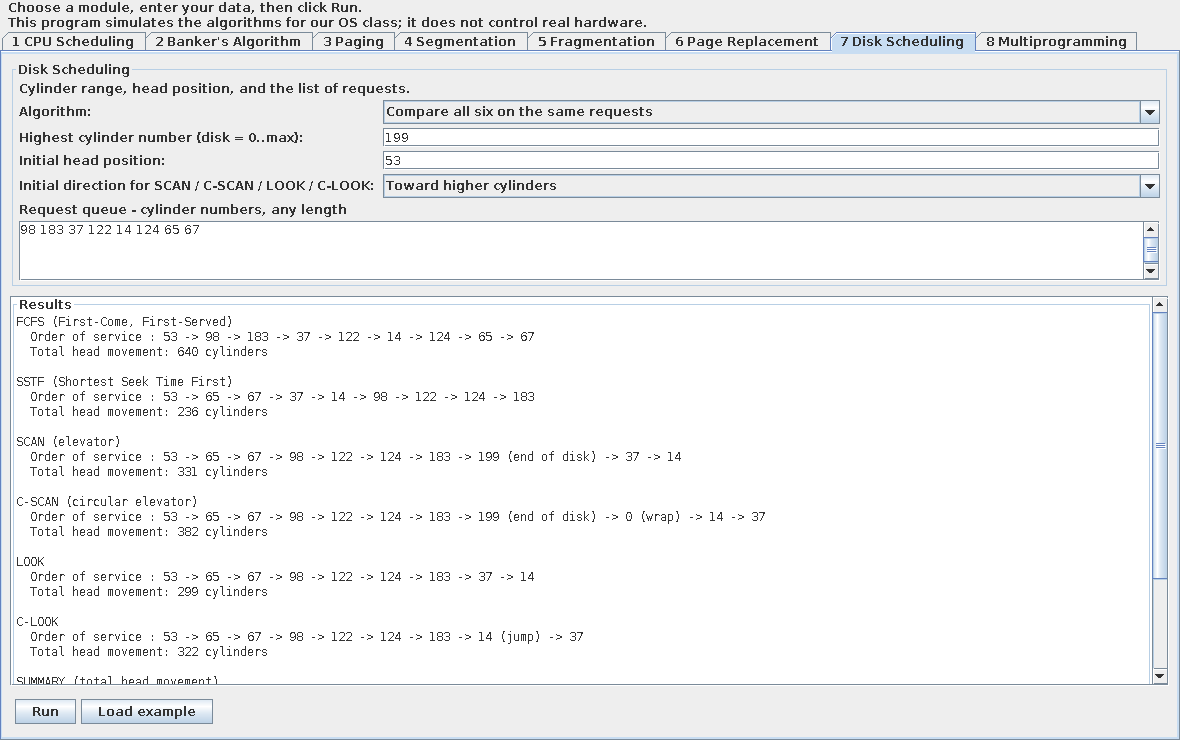 Choose a module, enter your data, then click Run.
This program simulates the algorithms for our OS class; it does not control real hardware.
1 CPU Scheduling 2 Banker's Algorithm 3 Paging 4 Segmentation 5 Fragmentation 6 Page Replacement 7 Disk Scheduling 8 Multiprogramming
Disk Scheduling
Cylinder range, head position, and the list of requests.
Algorithm: Compare all six on the same requests
Highest cylinder number (disk = 0..max): 199
Initial head position: 53
Initial direction for SCAN / C-SCAN / LOOK / C-LOOK: Toward higher cylinders
Request queue - cylinder numbers, any length
98 183 37 122 14 124 65 67
Results
FCFS (First-Come, First-Served)
Order of service : 53 -> 98 -> 183 -> 37 -> 122 -> 14 -> 124 -> 65 -> 67
Total head movement: 640 cylinders
SSTF (Shortest Seek Time First)
Order of service : 53 -> 65 -> 67 -> 37 -> 14 -> 98 -> 122 -> 124 -> 183
Total head movement: 236 cylinders
SCAN (elevator)
Order of service : 53 -> 65 -> 67 -> 98 -> 122 -> 124 -> 183 -> 199 (end of disk) -> 37 -> 14
Total head movement: 331 cylinders
C-SCAN (circular elevator)
Order of service : 53 -> 65 -> 67 -> 98 -> 122 -> 124 -> 183 -> 199 (end of disk) -> 0 (wrap) -> 14 -> 37
Total head movement: 382 cylinders
LOOK
Order of service : 53 -> 65 -> 67 -> 98 -> 122 -> 124 -> 183 -> 37 -> 14
Total head movement: 299 cylinders
C-LOOK
Order of service : 53 -> 65 -> 67 -> 98 -> 122 -> 124 -> 183 -> 14 (jump) -> 37
Total head movement: 322 cylinders
SUMMARY (total head movement)
Run Load example